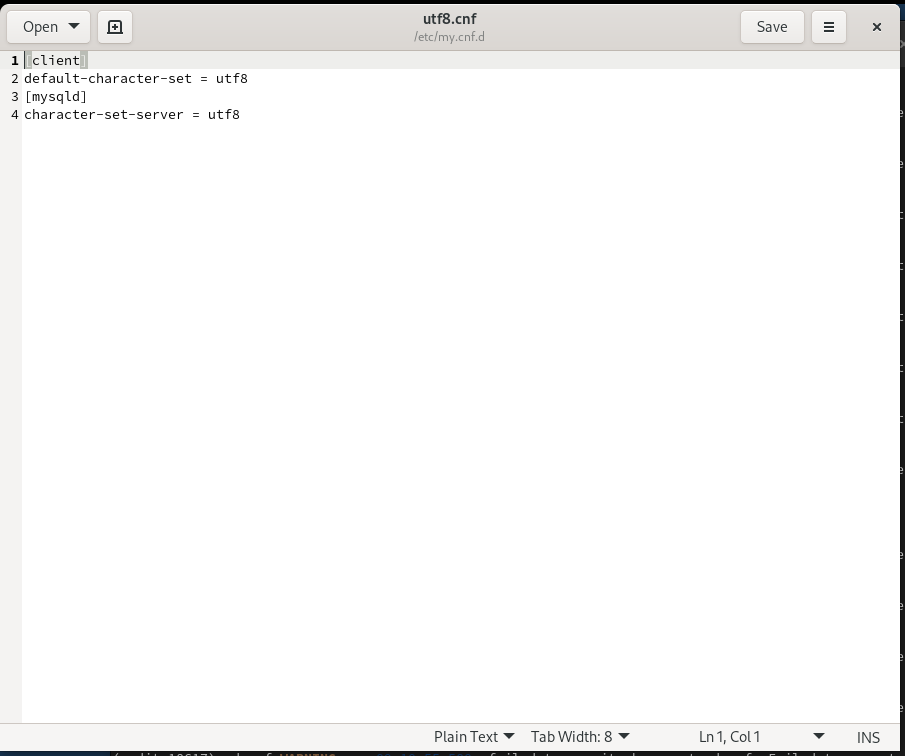 Open
utf8.cnf
/etc/my.cnf.d
Save
1 [client]
2 default-character-set = utf8
3 [mysqld]
4 character-set-server = utf8
Plain Text
Tab Width: 8
Ln 1, Col 1
INS